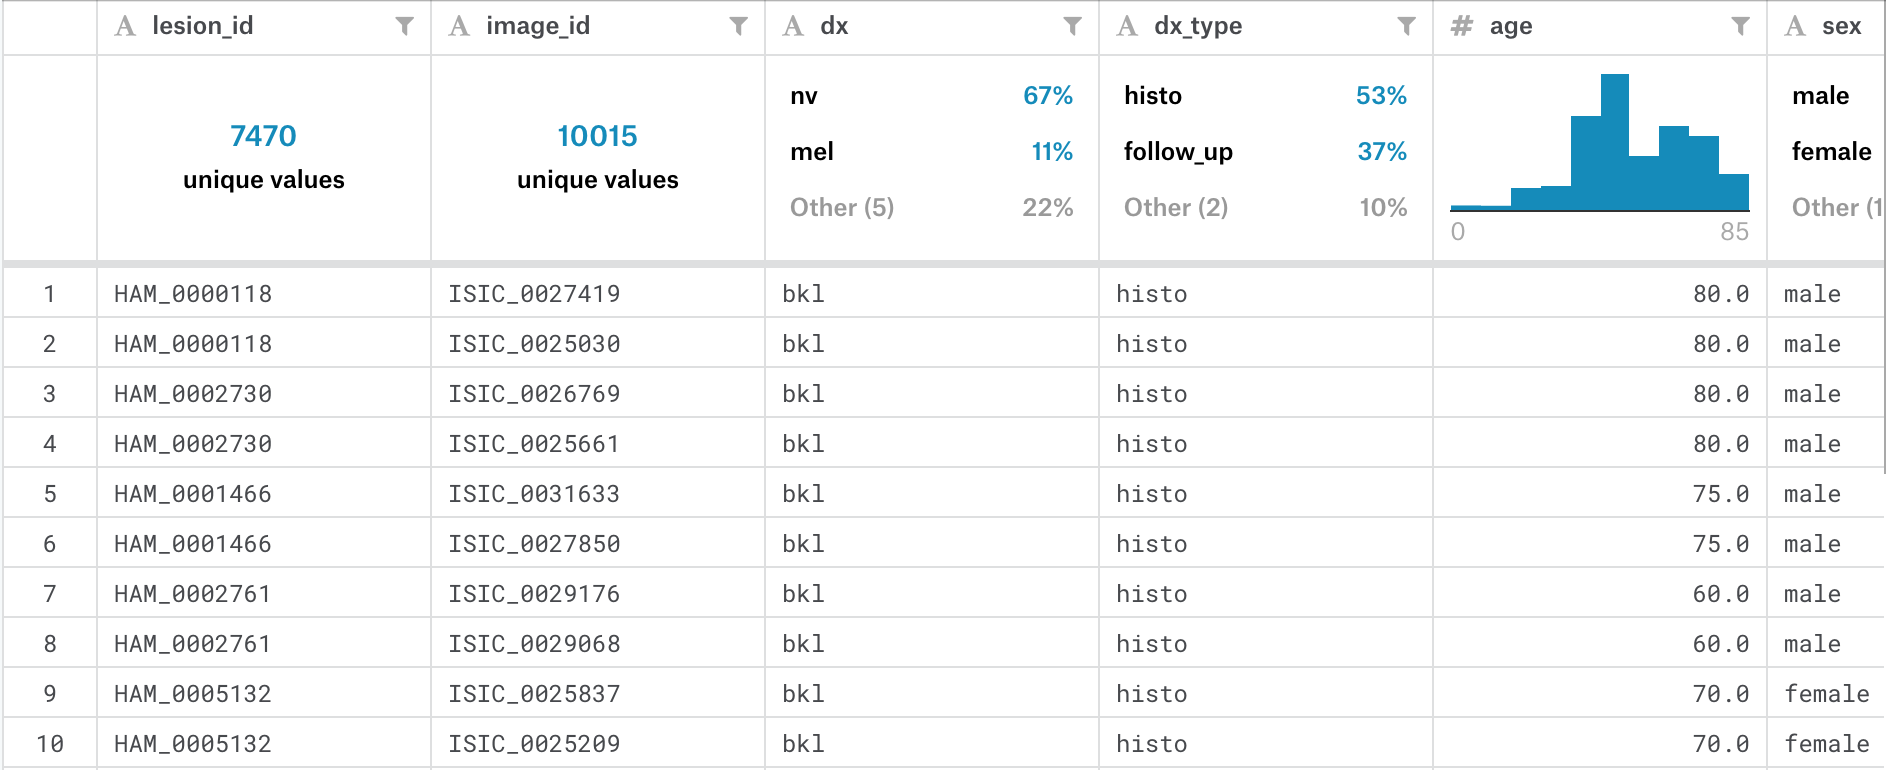 A lesion_id A image_id A dx A dx_type # age A sex
7470
unique values
10015
unique values
nv 67%
mel 11%
Other (5) 22%
histo 53%
follow_up 37%
Other (2) 10%
0 85
male
female
Other (1
1 HAM_0000118 ISIC_0027419 bkl histo 80.0 male
2 HAM_0000118 ISIC_0025030 bkl histo 80.0 male
3 HAM_0002730 ISIC_0026769 bkl histo 80.0 male
4 HAM_0002730 ISIC_0025661 bkl histo 80.0 male
5 HAM_0001466 ISIC_0031633 bkl histo 75.0 male
6 HAM_0001466 ISIC_0027850 bkl histo 75.0 male
7 HAM_0002761 ISIC_0029176 bkl histo 60.0 male
8 HAM_0002761 ISIC_0029068 bkl histo 60.0 male
9 HAM_0005132 ISIC_0025837 bkl histo 70.0 female
10 HAM_0005132 ISIC_0025209 bkl histo 70.0 female